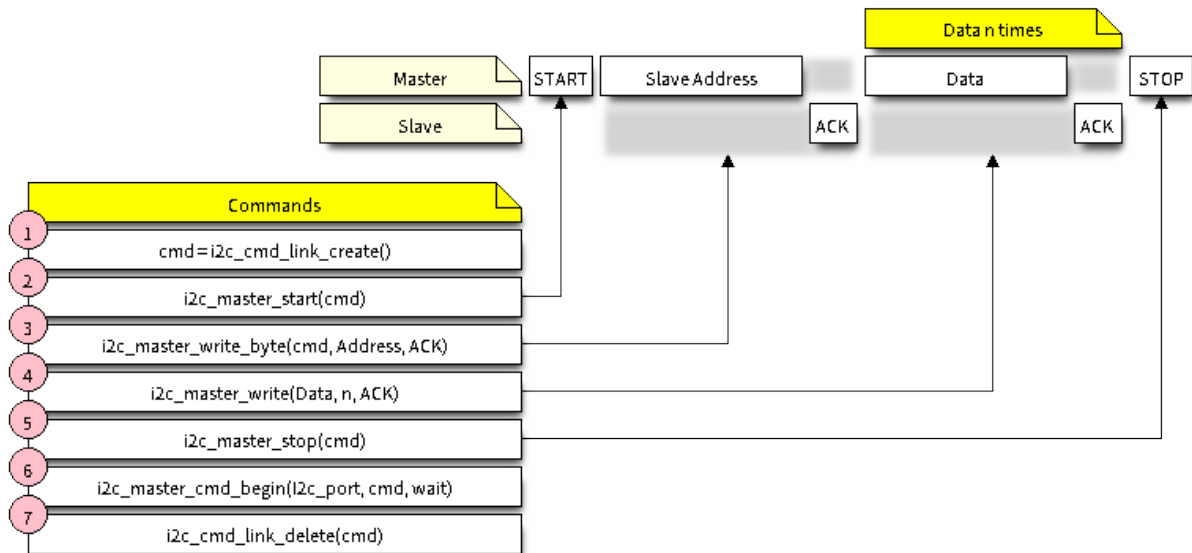 Data n times
Master
START
Slave Address
Data
STOP
Slave
ACK
ACK
Commands
1
cmd=i2c_cmd_link_create()
2
i2c_master_start(cmd)
3
i2c_master_write_byte(cmd, Address, ACK)
4
i2c_master_write(Data, n, ACK)
5
i2c_master_stop(cmd)
6
i2c_master_cmd_begin(I2c_port, cmd, wait)
7
i2c_cmd_link_delete(cmd)